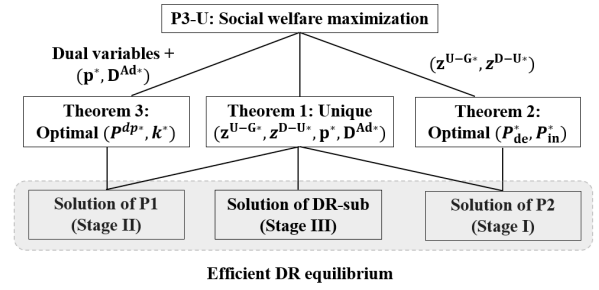 P3-U: Social welfare maximization
Dual variables +
(p*, D^Ad*)
(z^U−G*, z^D−U*)
Theorem 3:
Optimal (P^dp*, k*)
Theorem 1: Unique
(z^U−G*, z^D−U*, p*, D^Ad*)
Theorem 2:
Optimal (P*_de, P*_in)
Solution of P1
(Stage II)
Solution of DR-sub
(Stage III)
Solution of P2
(Stage I)
Efficient DR equilibrium